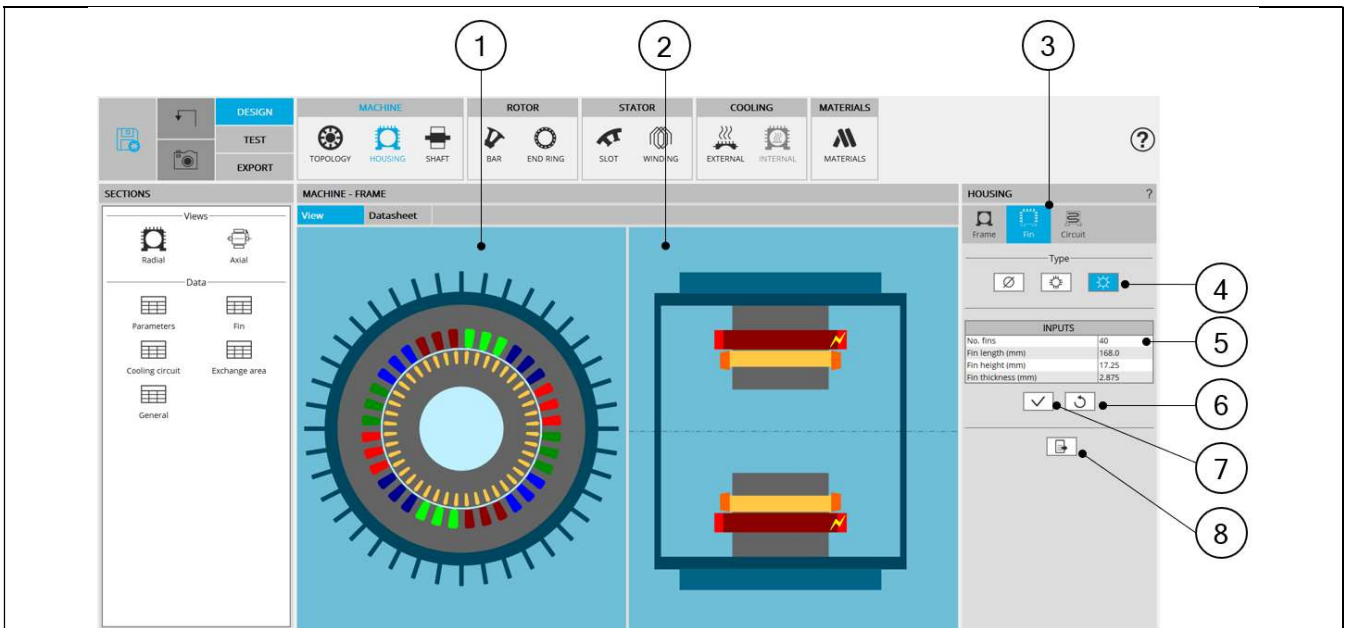 1
2
3
DESIGN
TEST
EXPORT
MACHINE
ROTOR
STATOR
COOLING
MATERIALS
TOPOLOGY
HOUSING
SHAFT
BAR
END RING
SLOT
WINDING
EXTERNAL
INTERNAL
MATERIALS
?
SECTIONS
Views
Radial
Axial
Data
Parameters
Fin
Cooling circuit
Exchange area
General
MACHINE - FRAME
View
Datasheet
HOUSING ?
Frame
Fin
Circuit
Type
4
INPUTS
No. fins 40
Fin length (mm) 168.0
Fin height (mm) 17.25
Fin thickness (mm) 2.875
5
6
7
8